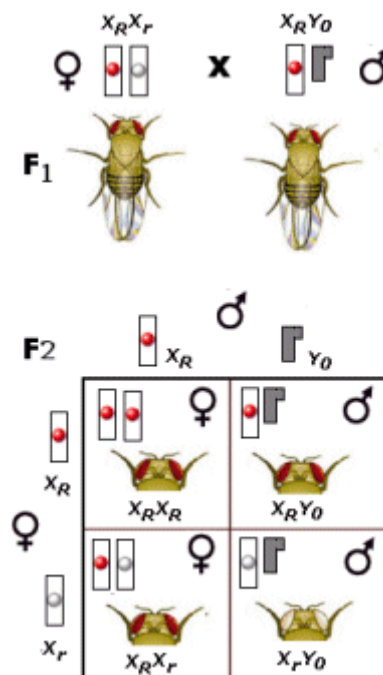 XRXr XRY0
♀ X ♂
F1
♂
F2 XR Y0
♀ ♂
XR
XRXR XRY0
♀
♀ ♂
Xr
XRXr XrY0